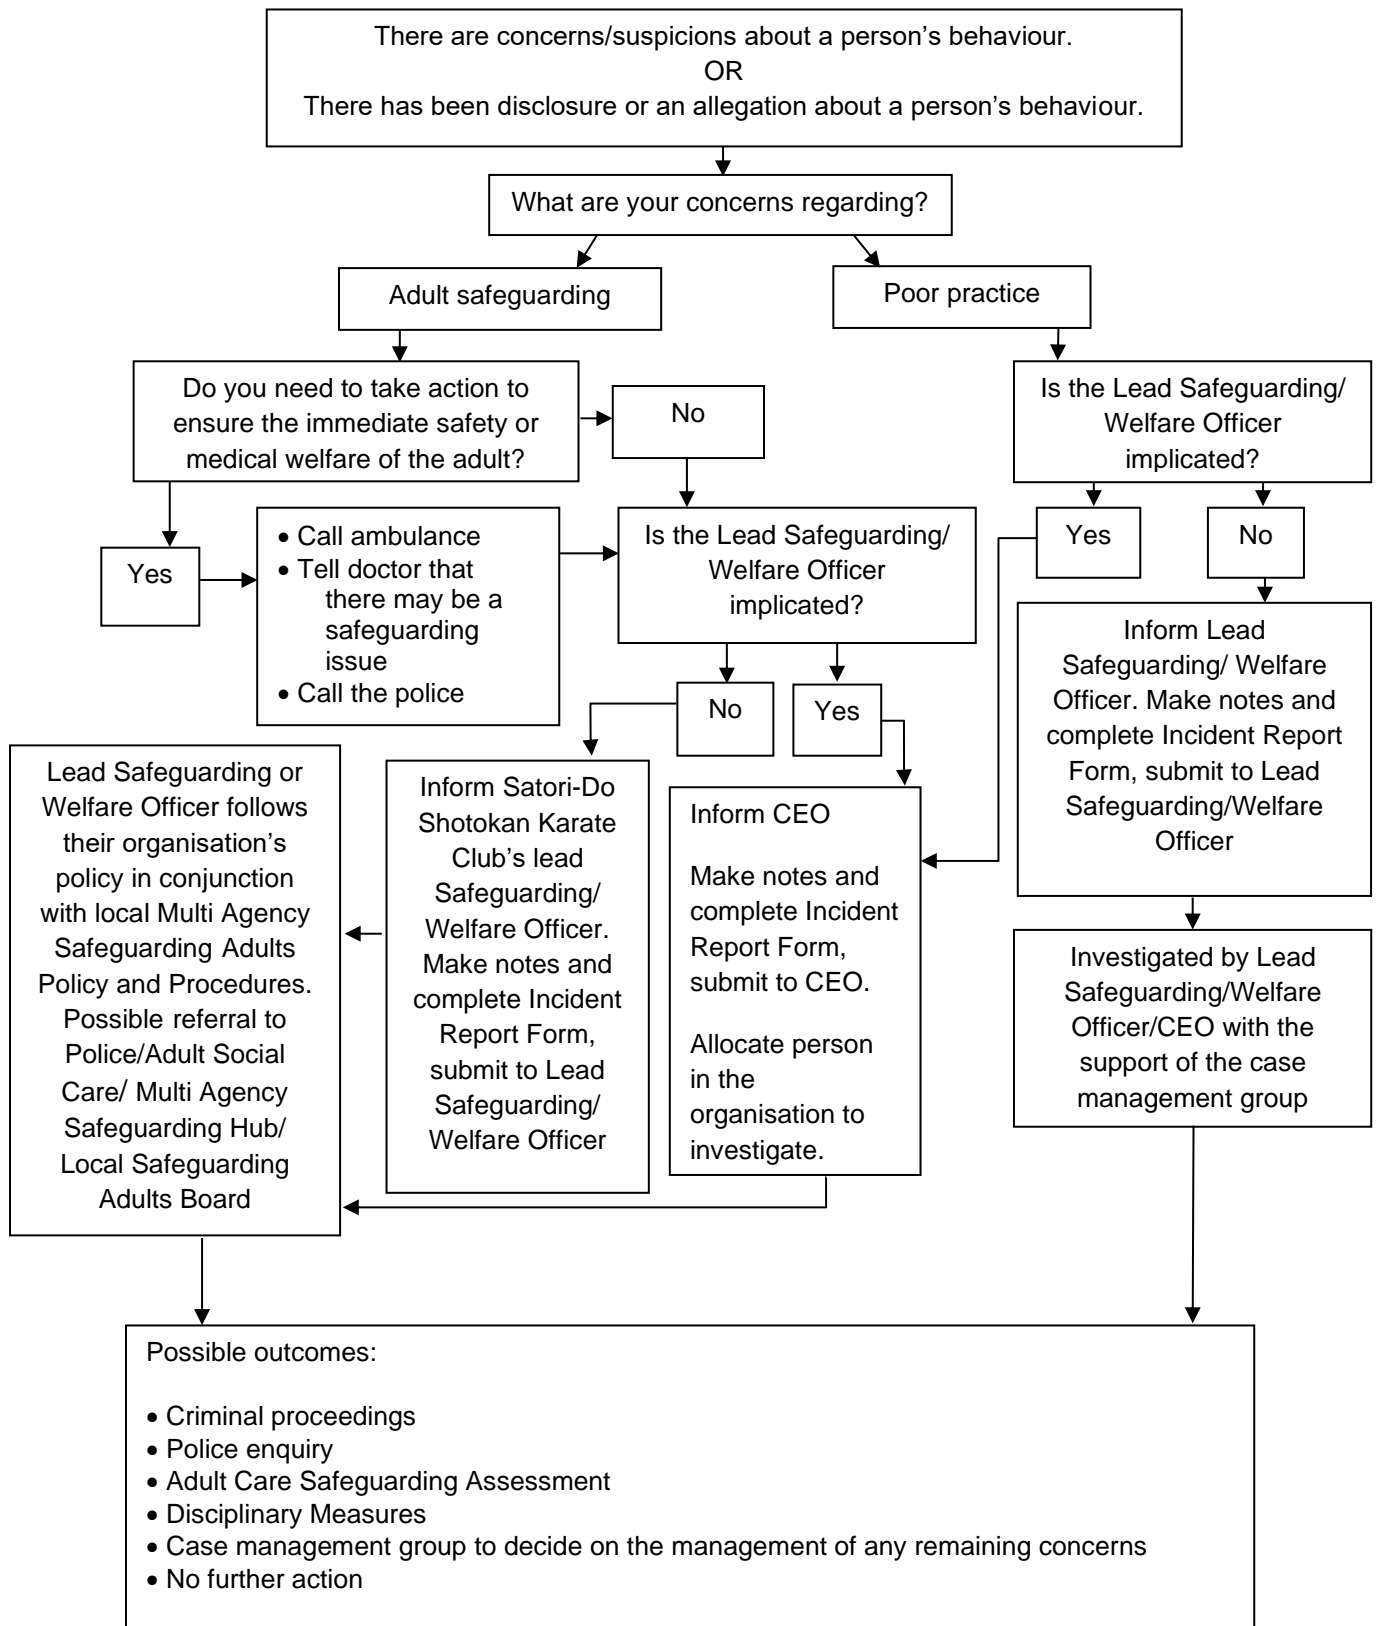 There are concerns/suspicions about a person’s behaviour.
OR
There has been disclosure or an allegation about a person’s behaviour.
What are your concerns regarding?
Adult safeguarding
Poor practice
Do you need to take action to
ensure the immediate safety or
medical welfare of the adult?
No
Is the Lead Safeguarding/
Welfare Officer
implicated?
Yes
• Call ambulance
• Tell doctor that
there may be a
safeguarding
issue
• Call the police
Is the Lead Safeguarding/
Welfare Officer
implicated?
Yes
No
No
Yes
Inform Lead
Safeguarding/ Welfare
Officer. Make notes and
complete Incident Report
Form, submit to Lead
Safeguarding/Welfare
Officer
Lead Safeguarding or
Welfare Officer follows
their organisation’s
policy in conjunction
with local Multi Agency
Safeguarding Adults
Policy and Procedures.
Possible referral to
Police/Adult Social
Care/ Multi Agency
Safeguarding Hub/
Local Safeguarding
Adults Board
Inform Satori-Do
Shotokan Karate
Club’s lead
Safeguarding/
Welfare Officer.
Make notes and
complete Incident
Report Form,
submit to Lead
Safeguarding/
Welfare Officer
Inform CEO
Make notes and
complete Incident
Report Form,
submit to CEO.
Allocate person
in the
organisation to
investigate.
Investigated by Lead
Safeguarding/Welfare
Officer/CEO with the
support of the case
management group
Possible outcomes:
• Criminal proceedings
• Police enquiry
• Adult Care Safeguarding Assessment
• Disciplinary Measures
• Case management group to decide on the management of any remaining concerns
• No further action